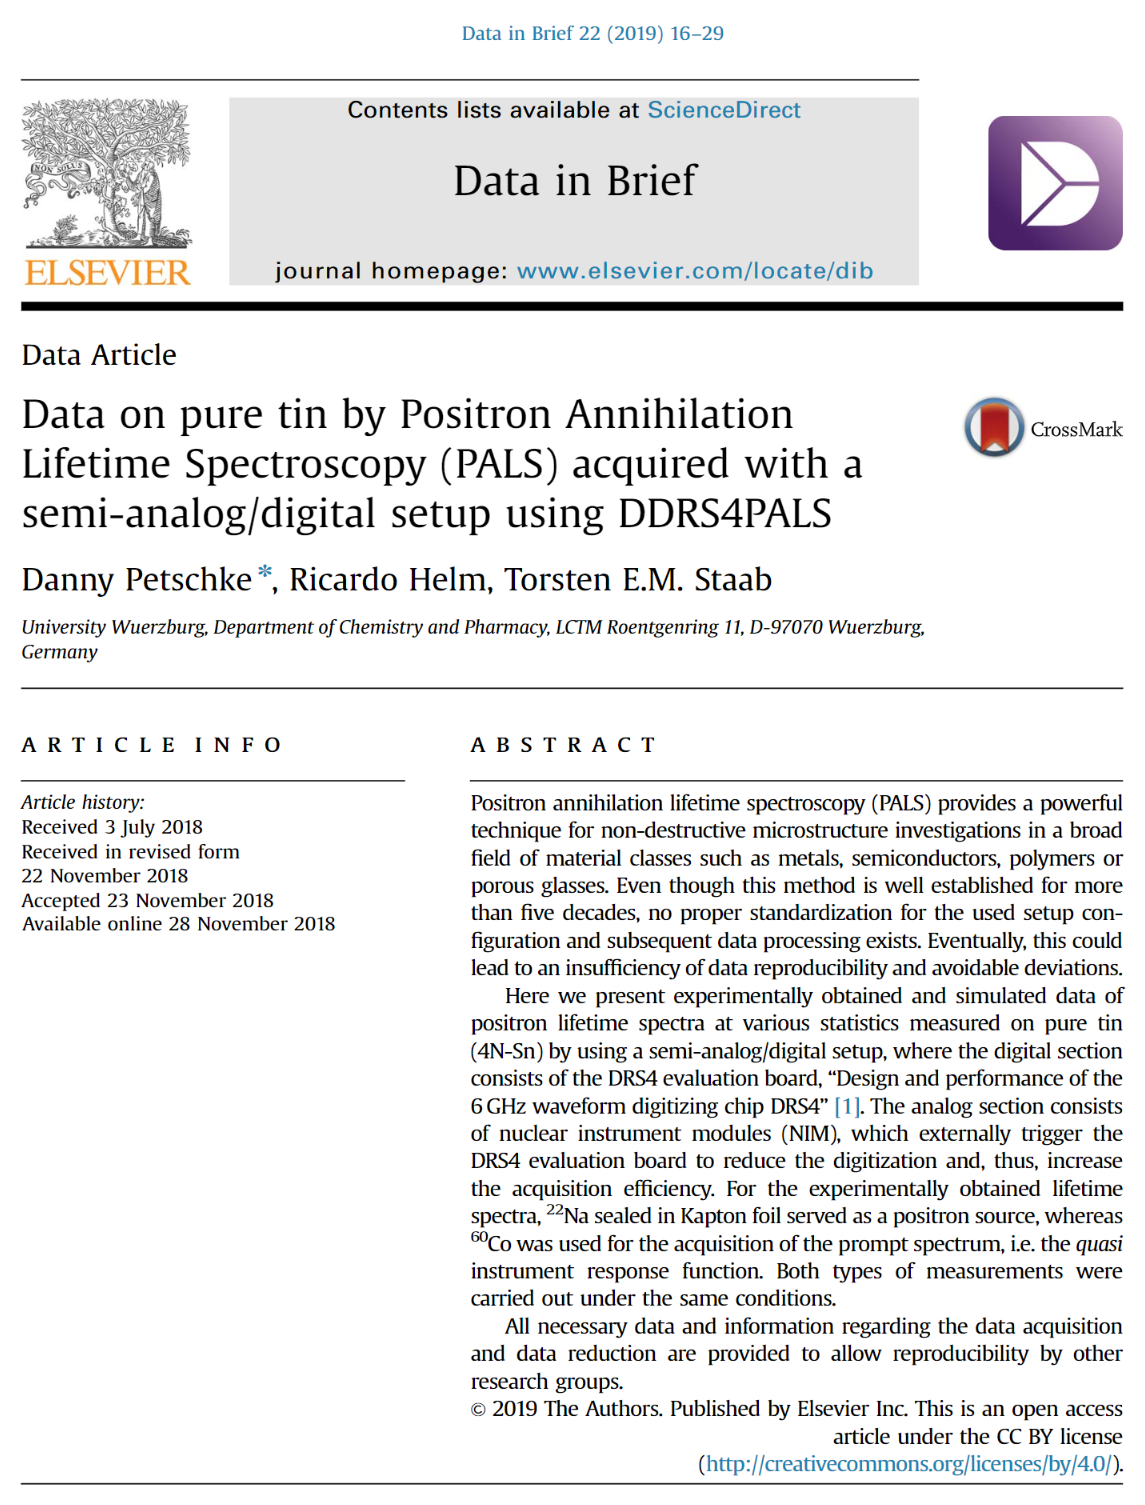 Data in Brief 22 (2019) 16–29
Contents lists available at ScienceDirect
Data in Brief
journal homepage: www.elsevier.com/locate/dib
NON SOLUS
ELSEVIER
Data Article
Data on pure tin by Positron Annihilation
Lifetime Spectroscopy (PALS) acquired with a
semi-analog/digital setup using DDRS4PALS
CrossMark
Danny Petschke *, Ricardo Helm, Torsten E.M. Staab
University Wuerzburg, Department of Chemistry and Pharmacy, LCTM Roentgenring 11, D-97070 Wuerzburg,
Germany
ARTICLE INFO
Article history:
Received 3 July 2018
Received in revised form
22 November 2018
Accepted 23 November 2018
Available online 28 November 2018
ABSTRACT
Positron annihilation lifetime spectroscopy (PALS) provides a powerful
technique for non-destructive microstructure investigations in a broad
field of material classes such as metals, semiconductors, polymers or
porous glasses. Even though this method is well established for more
than five decades, no proper standardization for the used setup con-
figuration and subsequent data processing exists. Eventually, this could
lead to an insufficiency of data reproducibility and avoidable deviations.
Here we present experimentally obtained and simulated data of
positron lifetime spectra at various statistics measured on pure tin
(4N-Sn) by using a semi-analog/digital setup, where the digital section
consists of the DRS4 evaluation board, “Design and performance of the
6 GHz waveform digitizing chip DRS4” [1]. The analog section consists
of nuclear instrument modules (NIM), which externally trigger the
DRS4 evaluation board to reduce the digitization and, thus, increase
the acquisition efficiency. For the experimentally obtained lifetime
spectra, ²²Na sealed in Kapton foil served as a positron source, whereas
⁶⁰Co was used for the acquisition of the prompt spectrum, i.e. the quasi
instrument response function. Both types of measurements were
carried out under the same conditions.
All necessary data and information regarding the data acquisition
and data reduction are provided to allow reproducibility by other
research groups.
© 2019 The Authors. Published by Elsevier Inc. This is an open access
article under the CC BY license
(http://creativecommons.org/licenses/by/4.0/).